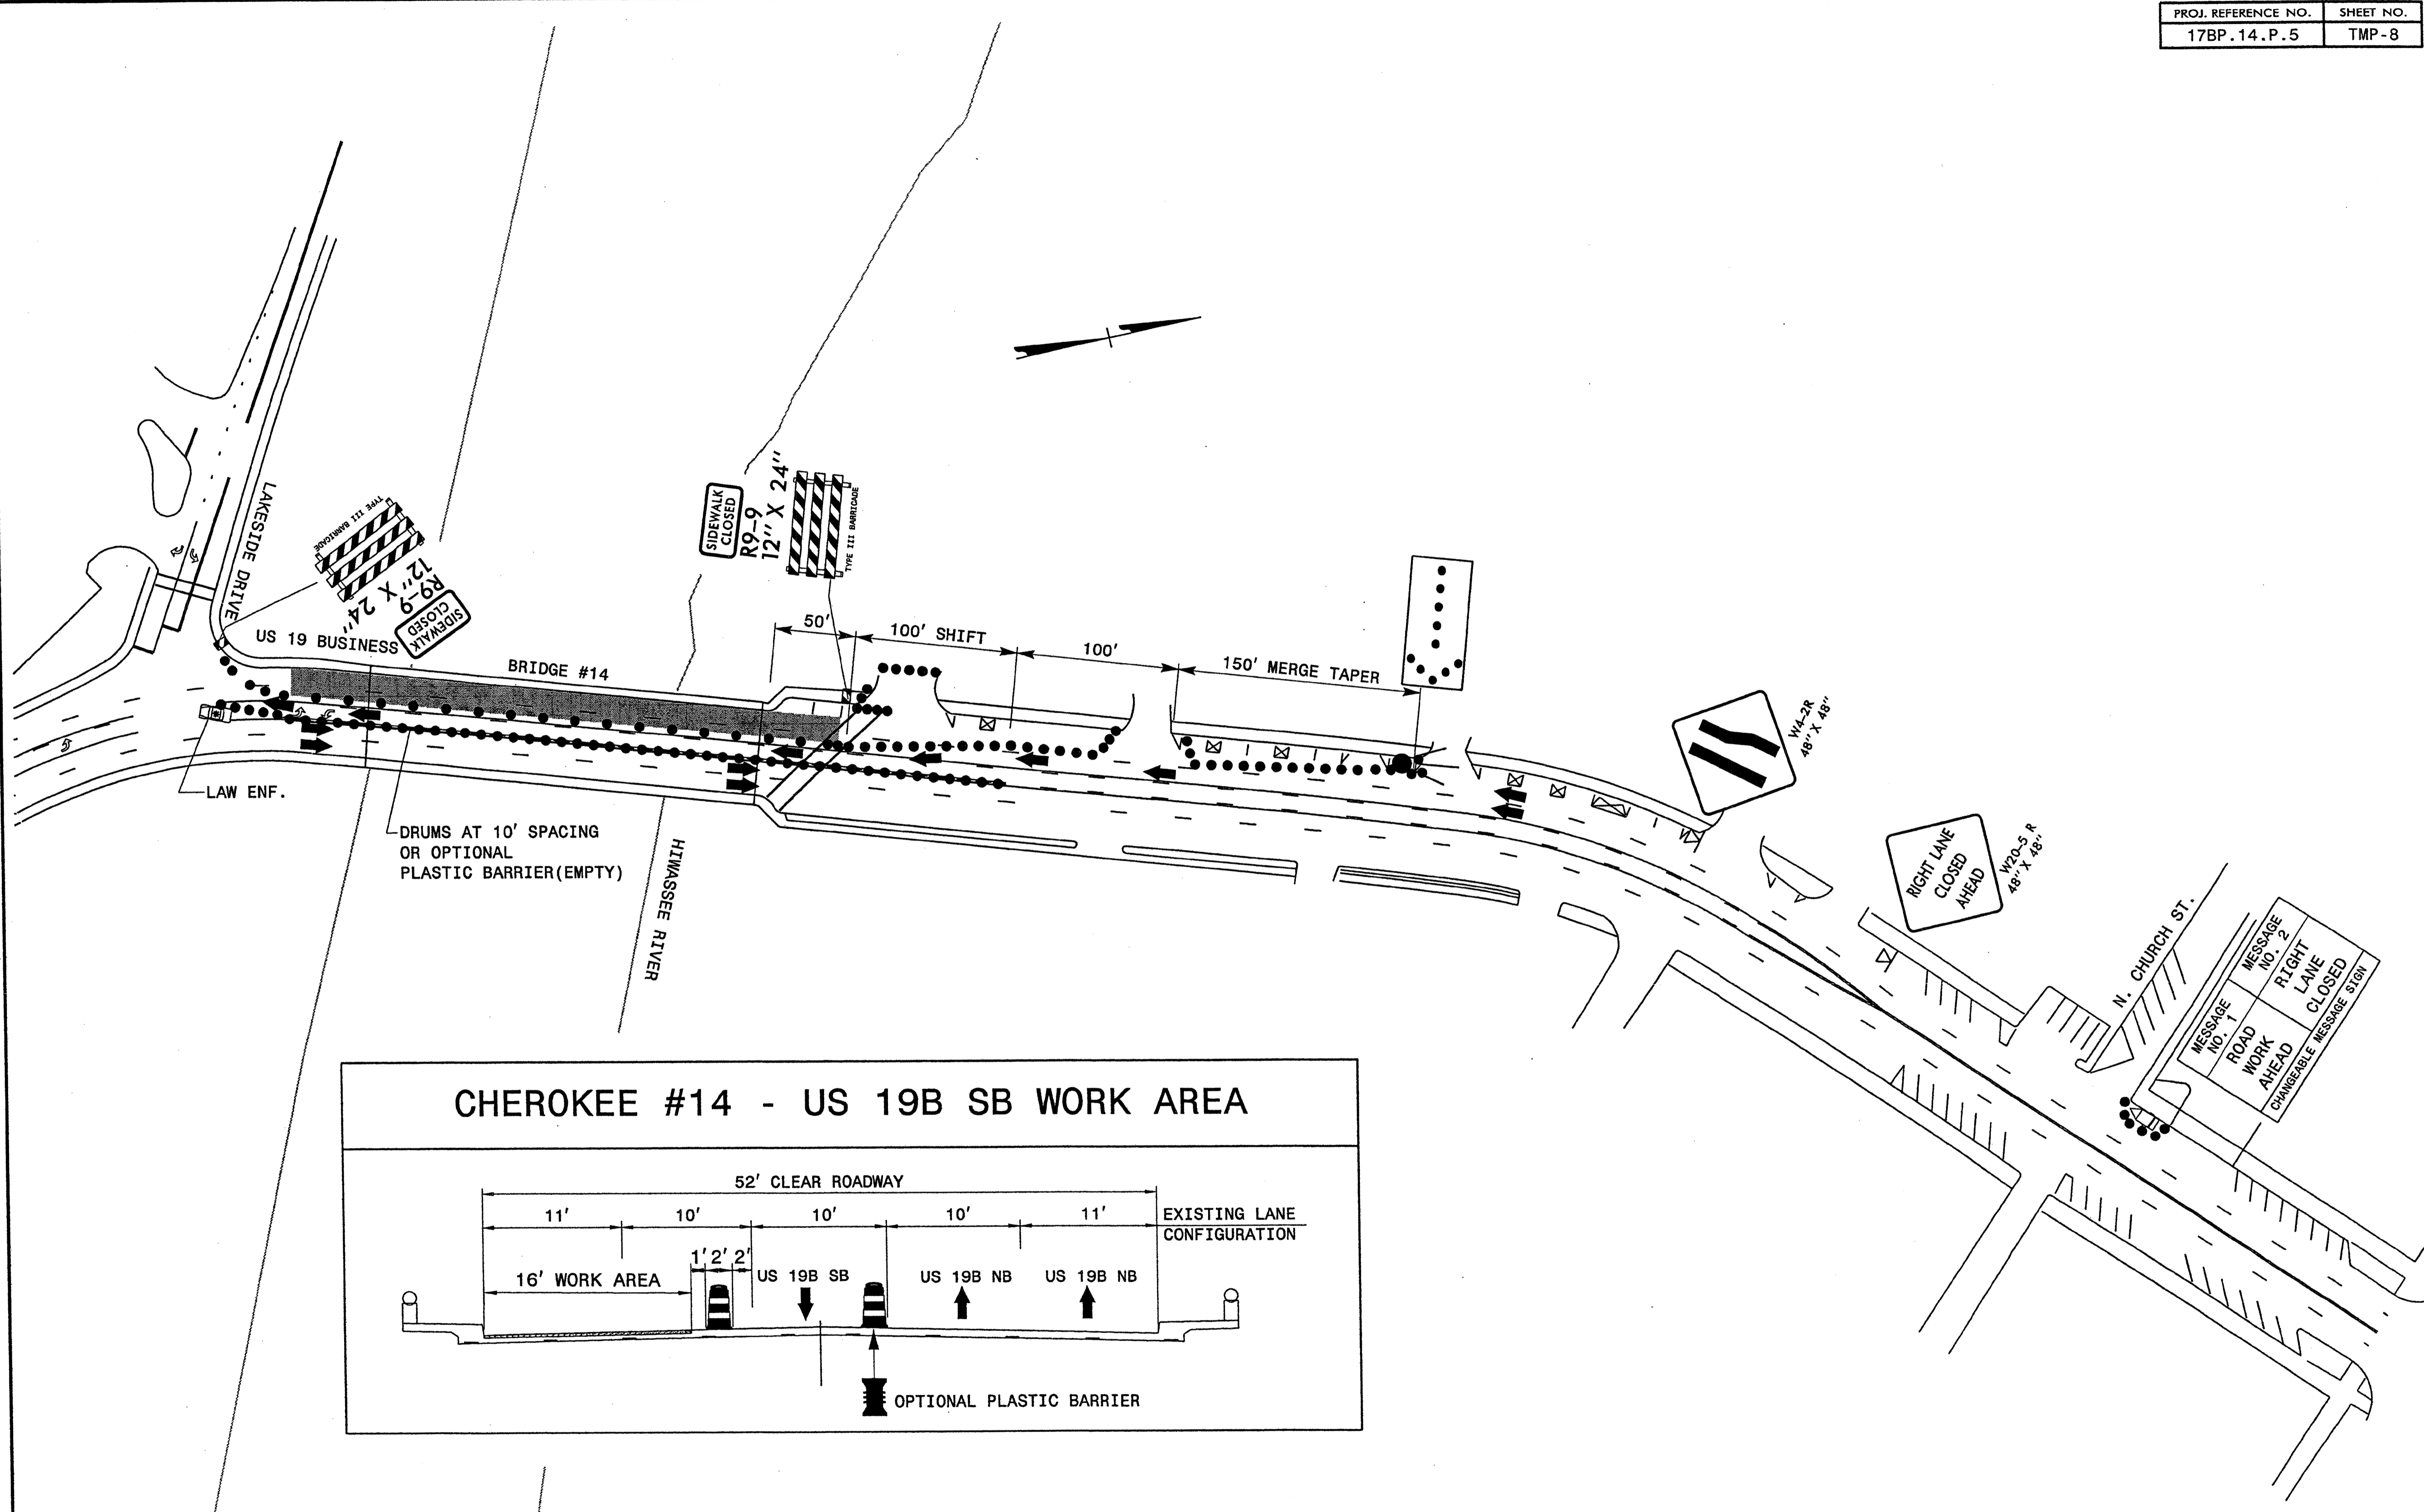 PROJ. REFERENCE NO.
SHEET NO.
17BP.14.P.5
TMP-8
LAKESIDE DRIVE
TYPE III BARRICADE
R9-9
12" X 24"
SIDEWALK
CLOSED
SIDEWALK
CLOSED
R9-9
12" X 24"
TYPE III BARRICADE
US 19 BUSINESS
BRIDGE #14
50'
100' SHIFT
100'
150' MERGE TAPER
W4-2R
48" X 48"
RIGHT LANE
CLOSED
AHEAD
W20-5 R
48" X 48"
N. CHURCH ST.
MESSAGE
NO. 1
ROAD
WORK
AHEAD
MESSAGE
NO. 2
RIGHT
LANE
CLOSED
CHANGEABLE MESSAGE SIGN
LAW ENF.
DRUMS AT 10' SPACING
OR OPTIONAL
PLASTIC BARRIER(EMPTY)
HIWASSEE RIVER
CHEROKEE #14 - US 19B SB WORK AREA
52' CLEAR ROADWAY
11' 10' 10' 10' 11'
EXISTING LANE
CONFIGURATION
1' 2' 2'
16' WORK AREA
US 19B SB
US 19B NB
US 19B NB
OPTIONAL PLASTIC BARRIER